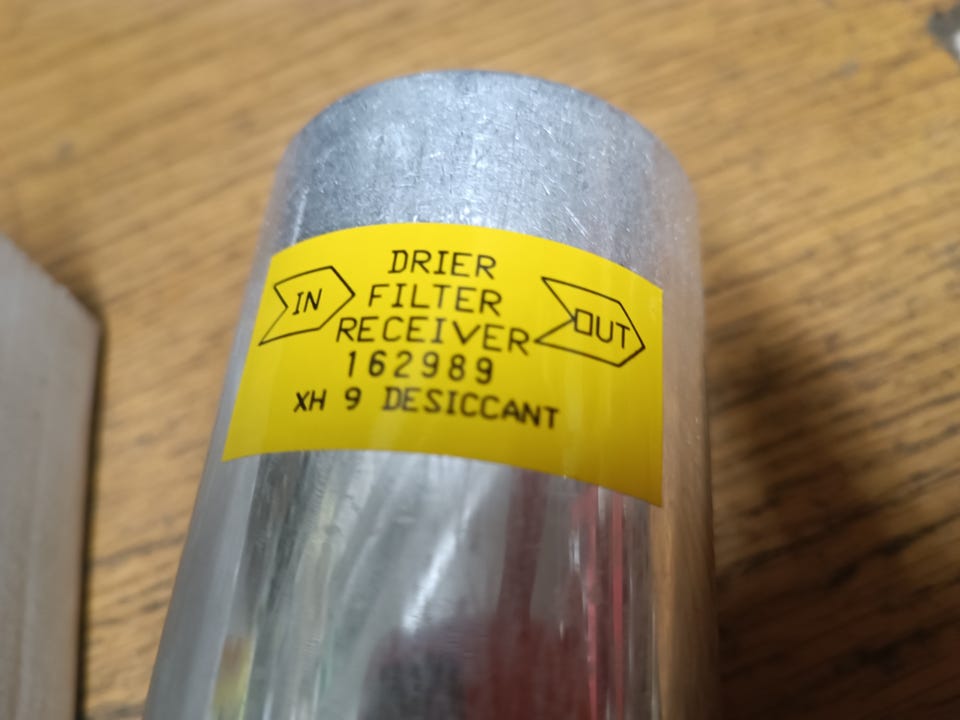 DRIER
IN FILTER OUT
RECEIVER
162989
XH 9 DESICCANT